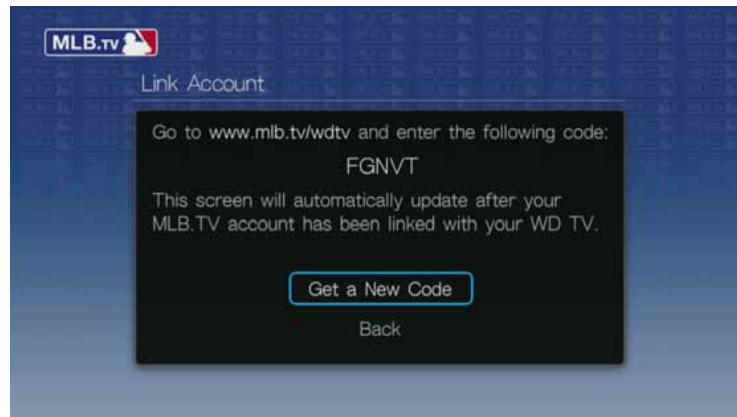 MLB.TV
Link Account
Go to www.mlb.tv/wdtv and enter the following code:
FGNVT
This screen will automatically update after your
MLB.TV account has been linked with your WD TV.
Get a New Code
Back